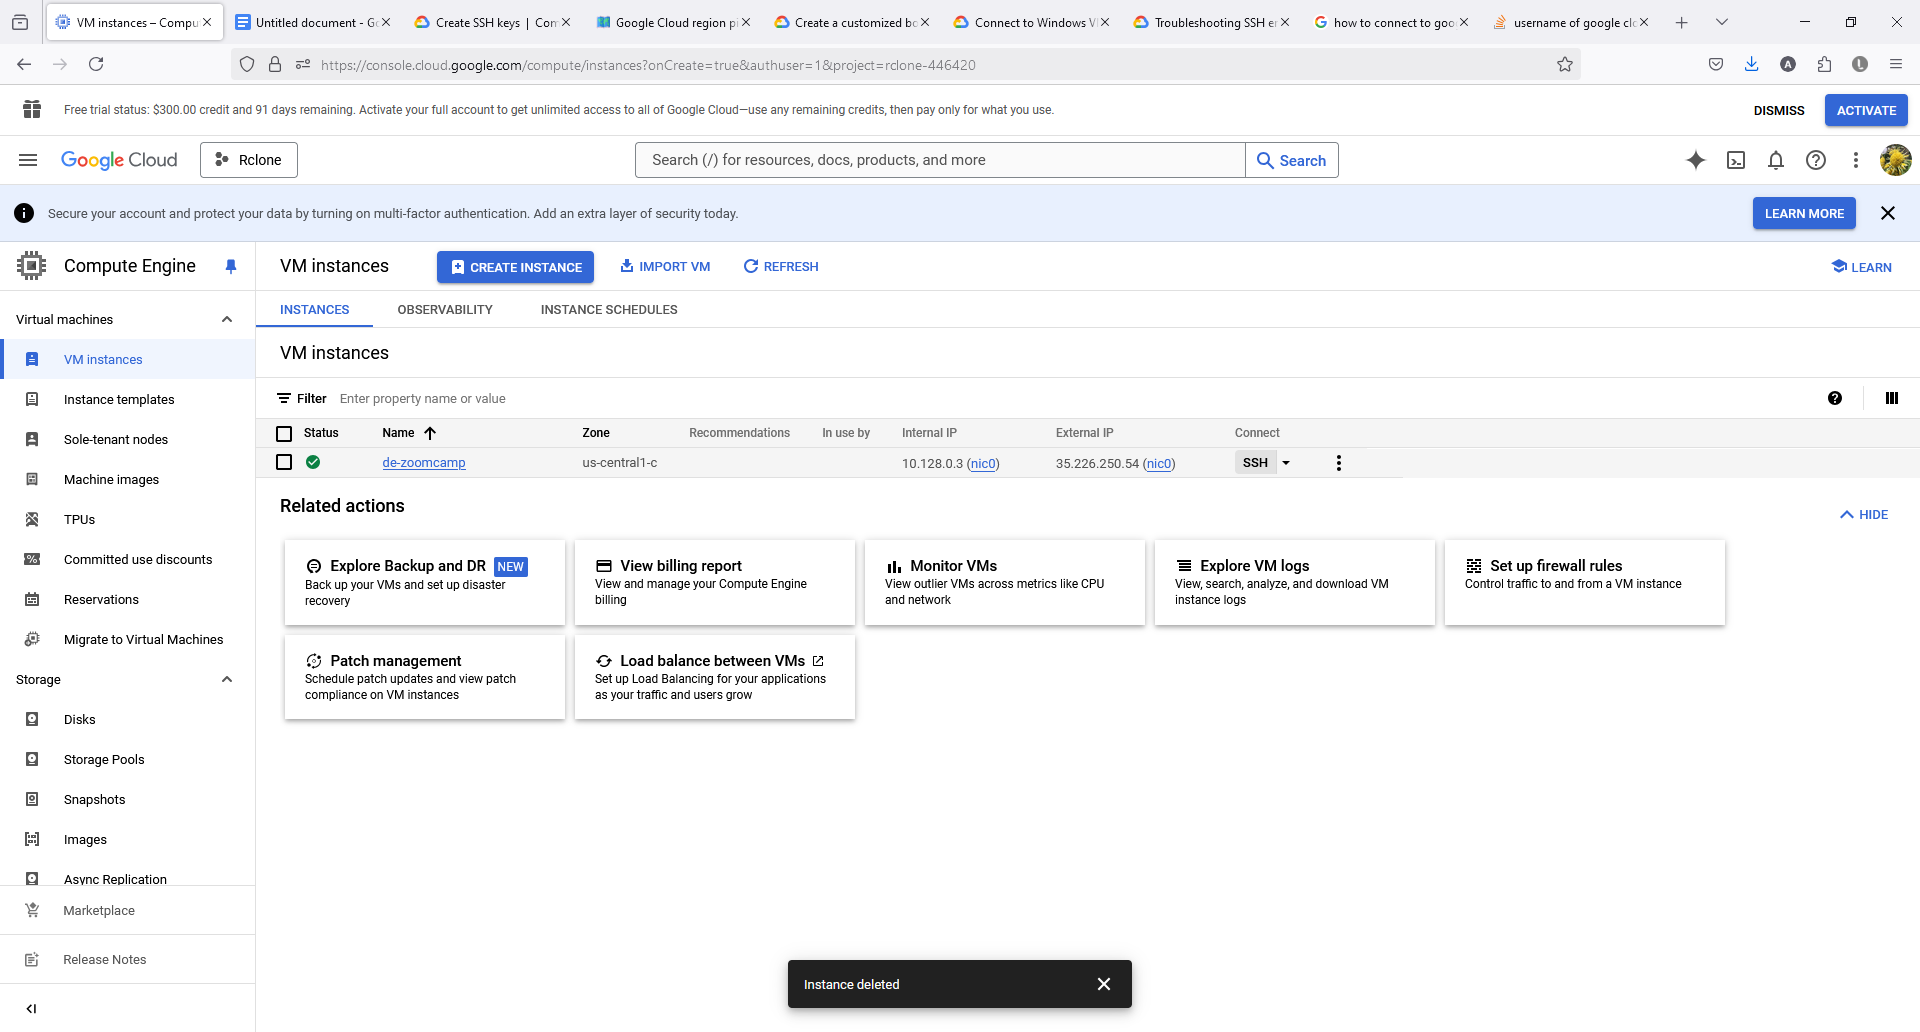 VM instances – Compu
Untitled document - Go
Create SSH keys | Com
Google Cloud region pi
Create a customized bo
Connect to Windows VM
Troubleshooting SSH er
how to connect to goo
username of google clo
https://console.cloud.google.com/compute/instances?onCreate=true&authuser=1&project=rclone-446420
Free trial status: $300.00 credit and 91 days remaining. Activate your full account to get unlimited access to all of Google Cloud—use any remaining credits, then pay only for what you use.
DISMISS
ACTIVATE
Google Cloud
Rclone
Search (/) for resources, docs, products, and more
Search
Secure your account and protect your data by turning on multi-factor authentication. Add an extra layer of security today.
LEARN MORE
Compute Engine
VM instances
CREATE INSTANCE
IMPORT VM
REFRESH
LEARN
Virtual machines
VM instances
Instance templates
Sole-tenant nodes
Machine images
TPUs
Committed use discounts
Reservations
Migrate to Virtual Machines
Storage
Disks
Storage Pools
Snapshots
Images
Async Replication
Marketplace
Release Notes
INSTANCES
OBSERVABILITY
INSTANCE SCHEDULES
VM instances
Filter
Enter property name or value
Status
Name
Zone
Recommendations
In use by
Internal IP
External IP
Connect
de-zoomcamp
us-central1-c
10.128.0.3 (nic0)
35.226.250.54 (nic0)
SSH
Related actions
HIDE
Explore Backup and DR NEW
Back up your VMs and set up disaster
recovery
View billing report
View and manage your Compute Engine
billing
Monitor VMs
View outlier VMs across metrics like CPU
and network
Explore VM logs
View, search, analyze, and download VM
instance logs
Set up firewall rules
Control traffic to and from a VM instance
Patch management
Schedule patch updates and view patch
compliance on VM instances
Load balance between VMs
Set up Load Balancing for your applications
as your traffic and users grow
Instance deleted